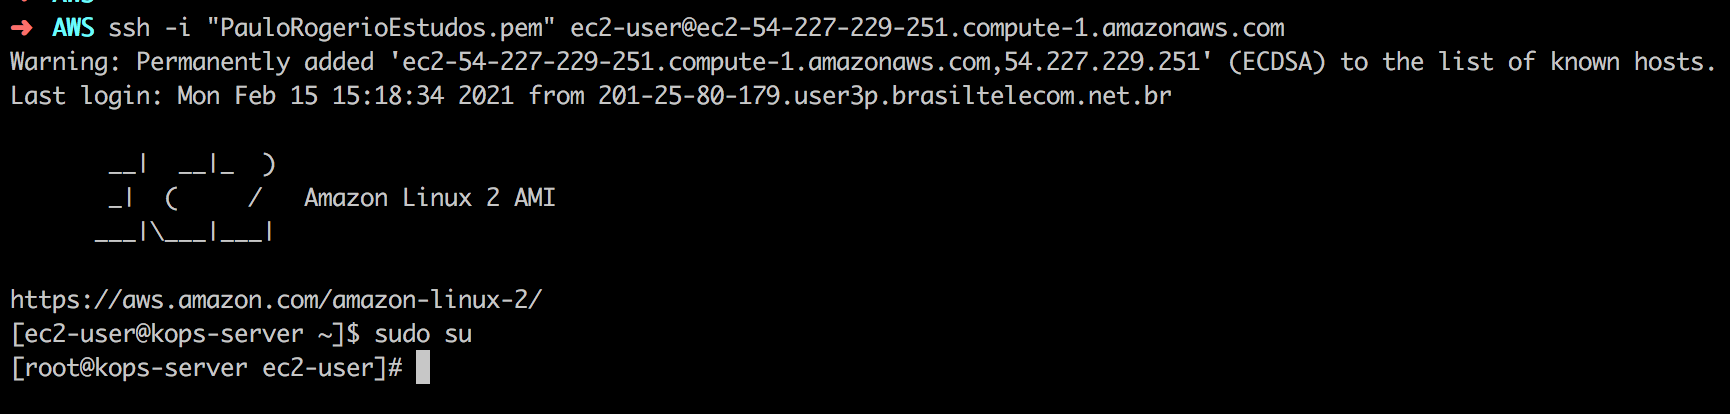 AWS
➜  AWS ssh -i "PauloRogerioEstudos.pem" ec2-user@ec2-54-227-229-251.compute-1.amazonaws.com
Warning: Permanently added 'ec2-54-227-229-251.compute-1.amazonaws.com,54.227.229.251' (ECDSA) to the list of known hosts.
Last login: Mon Feb 15 15:18:34 2021 from 201-25-80-179.user3p.brasiltelecom.net.br
       __|  __|_  )
       _|  (     /   Amazon Linux 2 AMI
      ___|\___|___|
https://aws.amazon.com/amazon-linux-2/
[ec2-user@kops-server ~]$ sudo su
[root@kops-server ec2-user]#